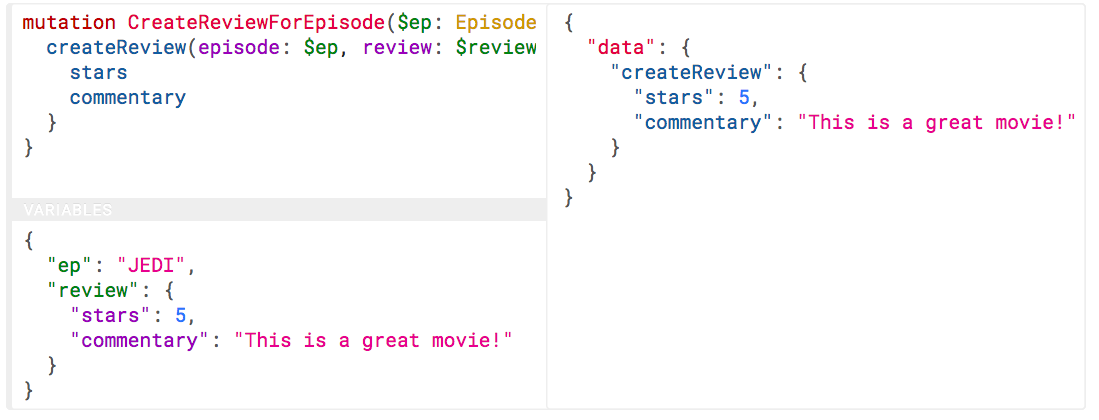 mutation CreateReviewForEpisode($ep: Episode
createReview(episode: $ep, review: $review
stars
commentary
}
}
VARIABLES
{
"ep": "JEDI",
"review": {
"stars": 5,
"commentary": "This is a great movie!"
}
}
{
"data": {
"createReview": {
"stars": 5,
"commentary": "This is a great movie!"
}
}
}